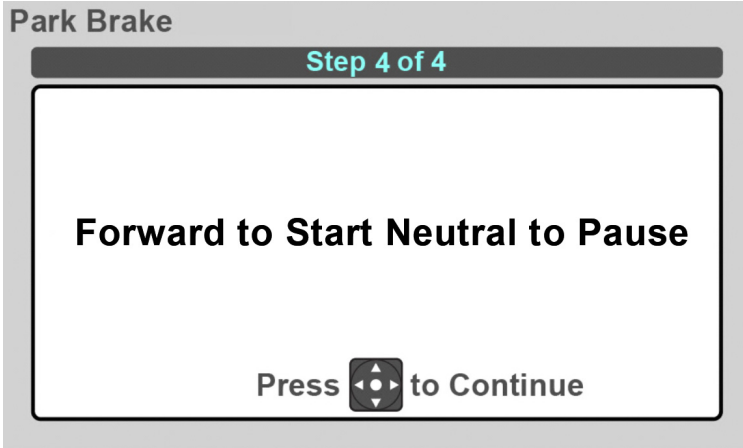 Park Brake
Step 4 of 4
Forward to Start Neutral to Pause
Press to Continue